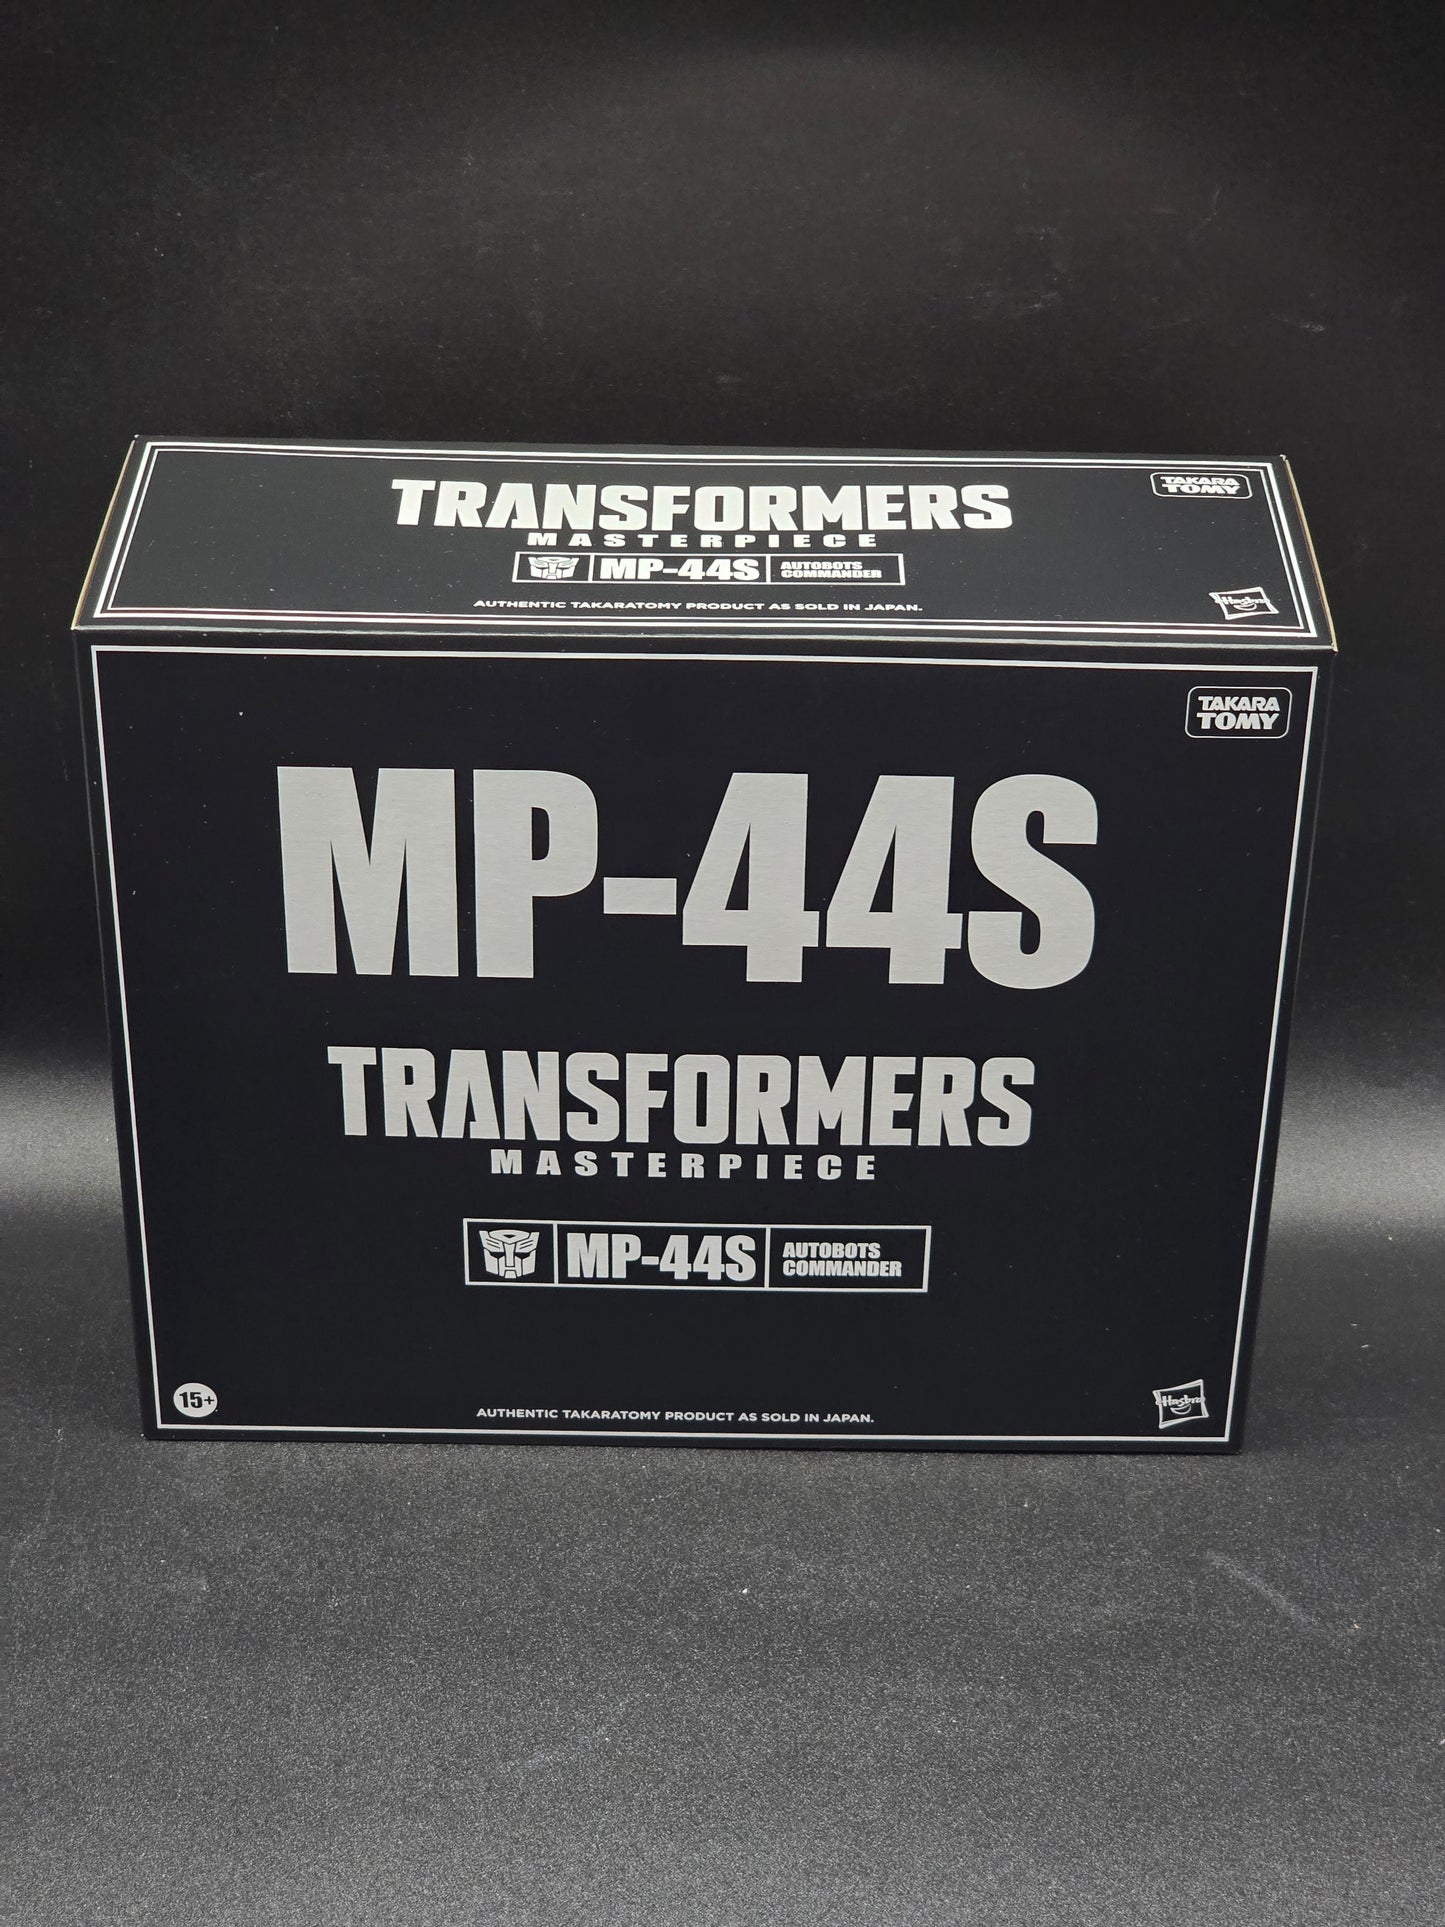 TRANSFORMERS
MASTERPIECE
MP-44S
AUTOBOTS
COMMANDER
AUTHENTIC TAKARATOMY PRODUCT AS SOLD IN JAPAN.
TAKARA
TOMY
Hasbro
TAKARA
TOMY
MP-44S
TRANSFORMERS
MASTERPIECE
MP-44S
AUTOBOTS
COMMANDER
15+
AUTHENTIC TAKARATOMY PRODUCT AS SOLD IN JAPAN.
Hasbro